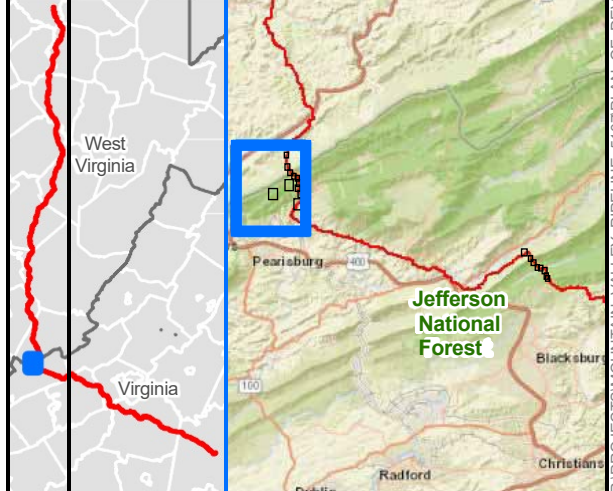 West
Virginia
Virginia
Pearisburg
460
Jefferson
National
Forest
Blacksburg
100
Christians
Radford